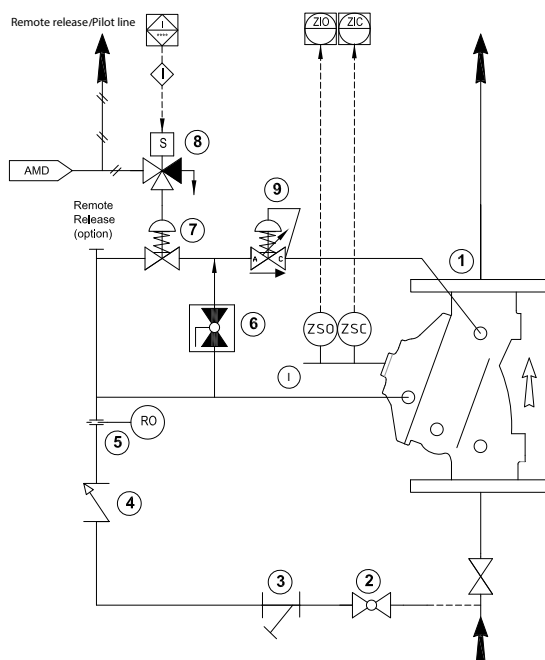 Remote release/Pilot line
I
****
I
S
8
AMD
Remote
Release
(option)
7
9
A
C
ZIO
ZIC
1
6
ZSO
ZSC
I
RO
5
4
3
2